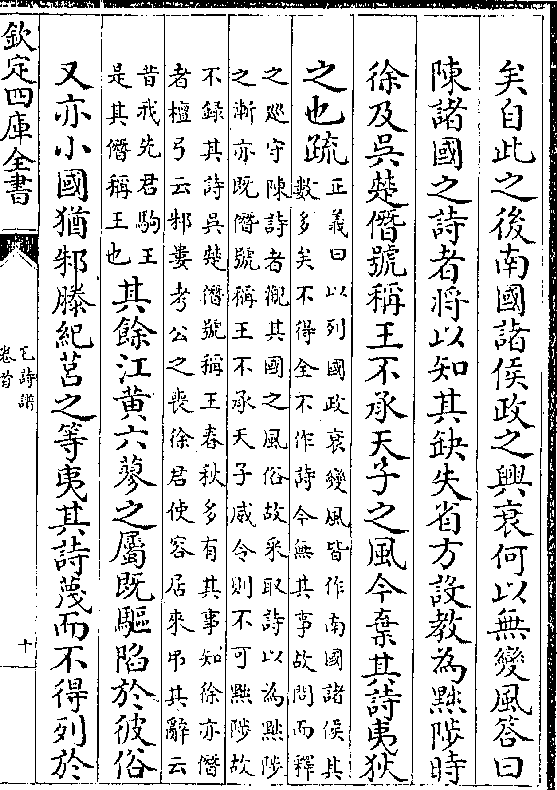 矣自此之後南國諸侯政之興衰何以無變風答曰
陳諸國之詩者將以知其缺失省方設教為黜陟時
徐及吳楚僭號稱王不承天子之風今棄其詩夷狄
之也疏
正義曰以列國政衰變風皆作南國諸侯其
數多矣不得全不作詩今無其事故問而釋
之巡守陳詩者觀其國之風俗故采取詩以為黜陟
之漸亦既僭號稱王不承天子威令則不可黜陟故
不錄其詩吳楚僭號稱王春秋多有其事知徐亦僭
者檀弓云邾婁考公之喪徐君使容居來弔其辭云
昔我先君駒王
是其僭稱王也
其餘江黃六蓼之屬既驅陷於彼俗
又亦小國猶邾滕紀莒之等夷其詩蔑而不得列於
欽定四庫全書
毛詩譜
卷首
十